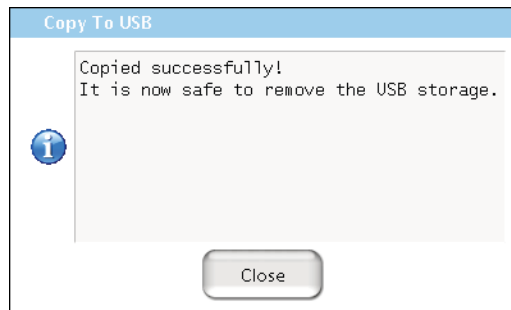 Copy To USB
Copied successfully!
It is now safe to remove the USB storage.
Close